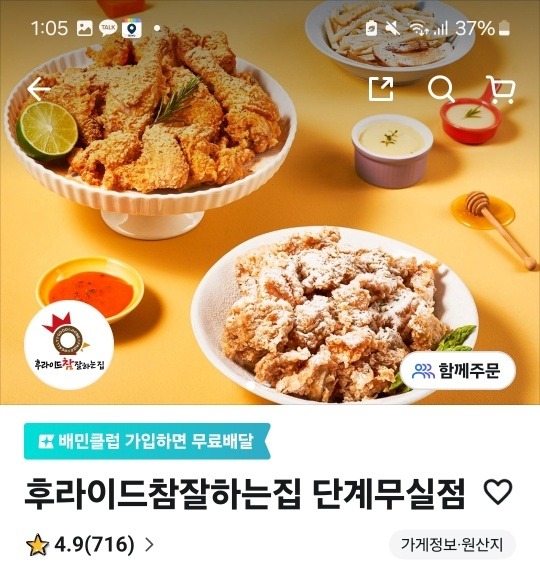 1:05
TALK
37%
후라이드참잘하는집
함께주문
배민클럽 가입하면 무료배달
후라이드참잘하는집 단계무실점
4.9(716)
가게정보·원산지